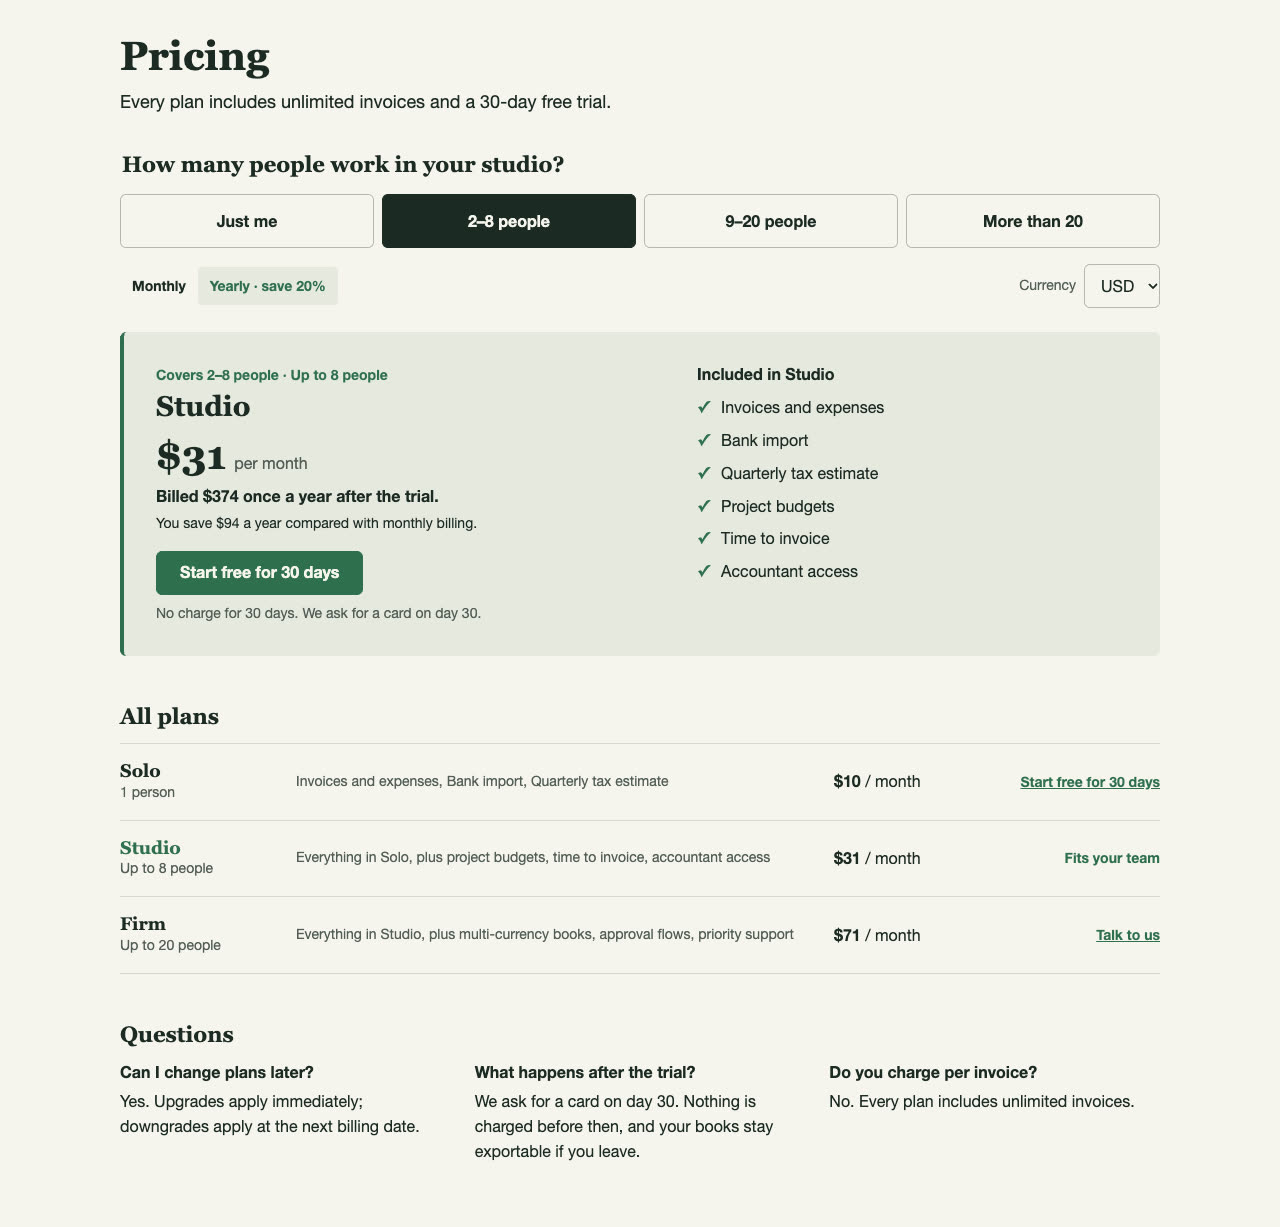 Pricing
Every plan includes unlimited invoices and a 30-day free trial.
How many people work in your studio?
Just me
2–8 people
9–20 people
More than 20
Monthly
Yearly · save 20%
Currency
USD
Covers 2–8 people · Up to 8 people
Studio
$31 per month
Billed $374 once a year after the trial.
You save $94 a year compared with monthly billing.
Start free for 30 days
No charge for 30 days. We ask for a card on day 30.
Included in Studio
✓ Invoices and expenses
✓ Bank import
✓ Quarterly tax estimate
✓ Project budgets
✓ Time to invoice
✓ Accountant access
All plans
Solo
1 person
Invoices and expenses, Bank import, Quarterly tax estimate
$10 / month
Start free for 30 days
Studio
Up to 8 people
Everything in Solo, plus project budgets, time to invoice, accountant access
$31 / month
Fits your team
Firm
Up to 20 people
Everything in Studio, plus multi-currency books, approval flows, priority support
$71 / month
Talk to us
Questions
Can I change plans later?
Yes. Upgrades apply immediately;
downgrades apply at the next billing date.
What happens after the trial?
We ask for a card on day 30. Nothing is
charged before then, and your books stay
exportable if you leave.
Do you charge per invoice?
No. Every plan includes unlimited invoices.